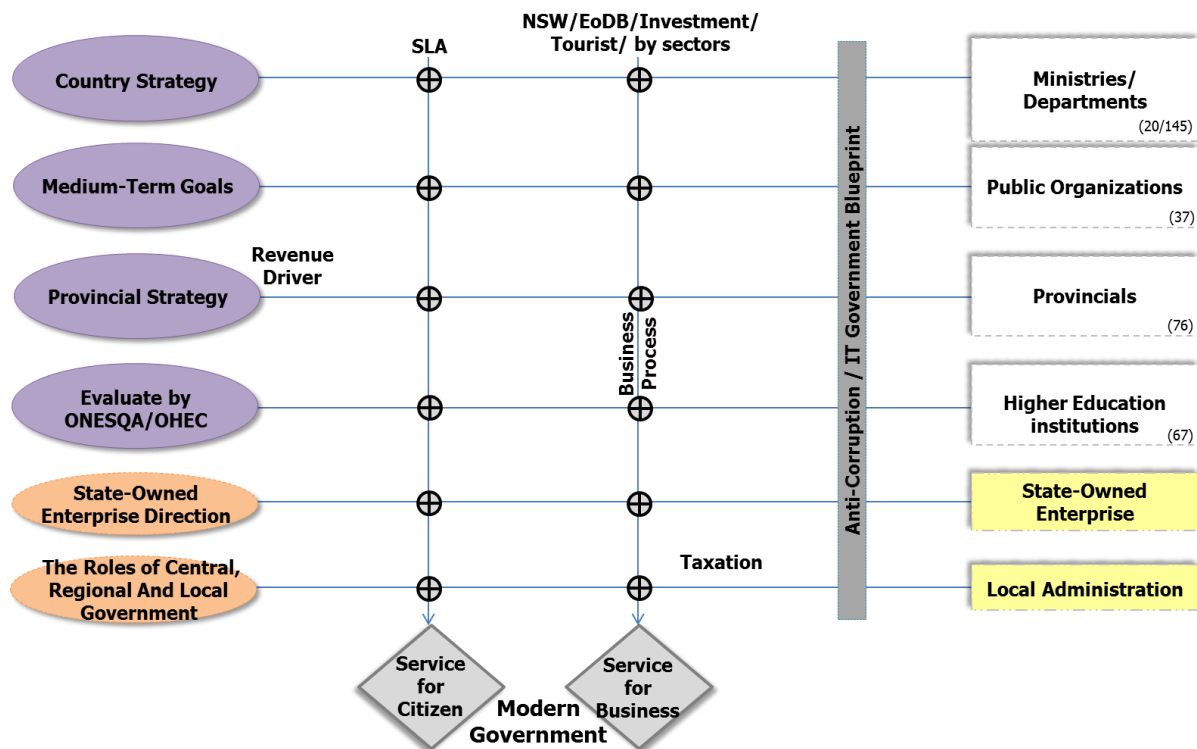 NSW/EoDB/Investment/
Tourist/ by sectors
SLA
Country Strategy
Ministries/
Departments
(20/145)
Medium-Term Goals
Public Organizations
(37)
Revenue
Driver
Provincial Strategy
Provincials
(76)
Business
Process
Anti-Corruption / IT Government Blueprint
Evaluate by
ONESQA/OHEC
Higher Education
institutions
(67)
State-Owned
Enterprise Direction
State-Owned
Enterprise
The Roles of Central,
Regional And Local
Government
Taxation
Local Administration
Service
for
Citizen
Service
for
Business
Modern
Government